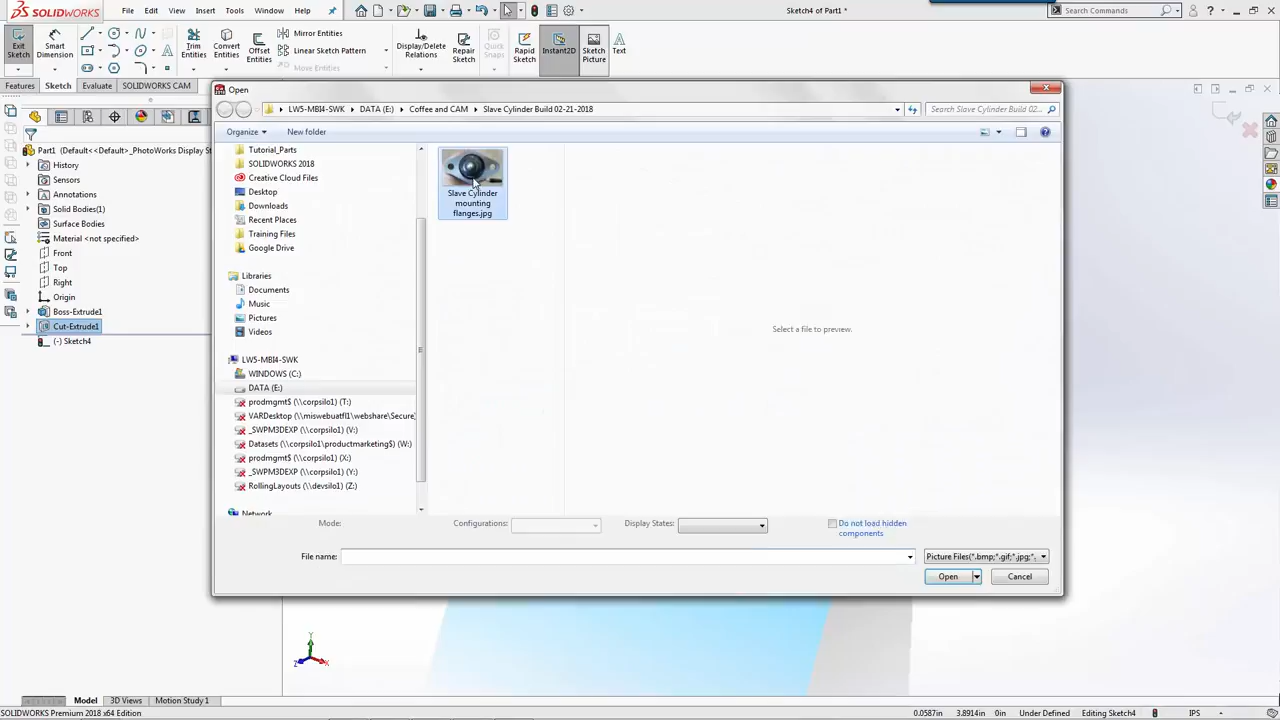 SOLIDWORKS File Edit View Insert Tools Window Help Sketch4 of Part1 * Search Commands
Exit Sketch Smart Dimension Trim Entities Convert Entities Offset Entities Mirror Entities Linear Sketch Pattern Move Entities Display/Delete Relations Repair Sketch Quick Snaps Rapid Sketch Instant2D Sketch Picture Text
Features Sketch Evaluate SOLIDWORKS CAM
Open
LW5-MBI4-SWK DATA (E:) Coffee and CAM Slave Cylinder Build 02-21-2018 Search Slave Cylinder Build 02...
Organize New folder
Part1 (Default<<Default>_PhotoWorks Display St
History
Sensors
Annotations
Solid Bodies(1)
Surface Bodies
Material <not specified>
Front
Top
Right
Origin
Boss-Extrude1
Cut-Extrude1
(-) Sketch4
Tutorial_Parts
SOLIDWORKS 2018
Creative Cloud Files
Desktop
Downloads
Recent Places
Training Files
Google Drive
Libraries
Documents
Music
Pictures
Videos
LW5-MBI4-SWK
WINDOWS (C:)
DATA (E:)
prodmgmt$ (\\corpsilo1) (T:)
VARDesktop (\\miswebuatfl1\webshare\Secure)
_SWPM3DEXP (\\corpsilo1) (V:)
Datasets (\\corpsilo1\productmarketing$) (W:)
prodmgmt$ (\\corpsilo1) (X:)
_SWPM3DEXP (\\corpsilo1) (Y:)
RollingLayouts (\\devsilo1) (Z:)
Network
Slave Cylinder
mounting
flanges.jpg
Select a file to preview.
Mode: Configurations: Display States: Do not load hidden
components
File name: Picture Files(*.bmp;*.gif;*.jpg;*.
Open Cancel
Y
Z X
Model 3D Views Motion Study 1
SOLIDWORKS Premium 2018 x64 Edition 0.0587in 3.8914in 0in Under Defined Editing Sketch4 IPS